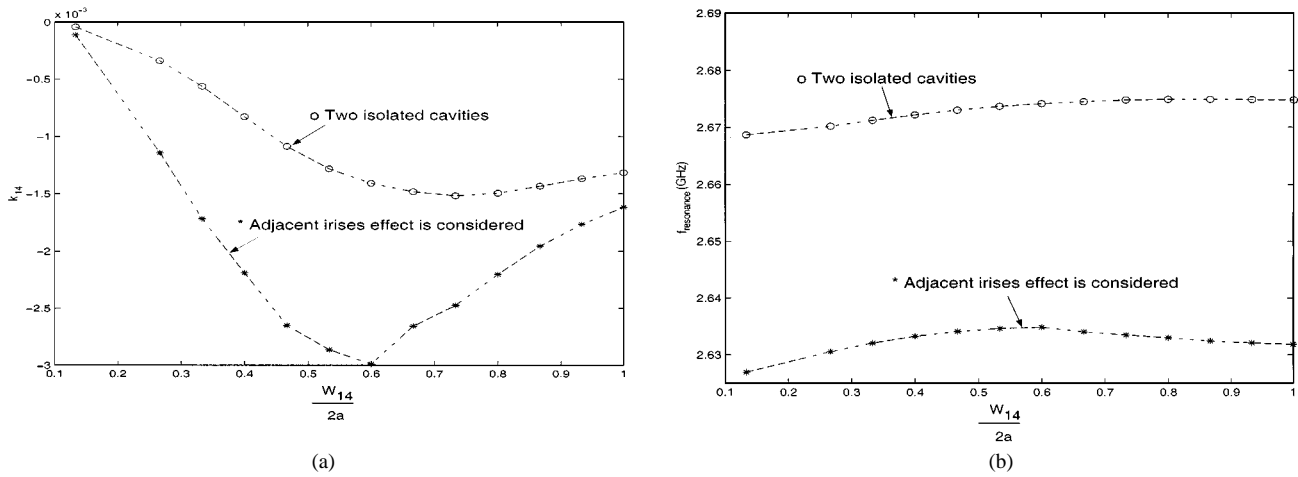 x 10⁻³
0
−0.5
−1
−1.5
−2
−2.5
−3
k₁₄
o Two isolated cavities
* Adjacent irises effect is considered
0.1 0.2 0.3 0.4 0.5 0.6 0.7 0.8 0.9 1
W₁₄
2a
(a)
2.69
2.68
2.67
2.66
2.65
2.64
2.63
f_resonance (GHz)
o Two isolated cavities
* Adjacent irises effect is considered
0.1 0.2 0.3 0.4 0.5 0.6 0.7 0.8 0.9 1
W₁₄
2a
(b)